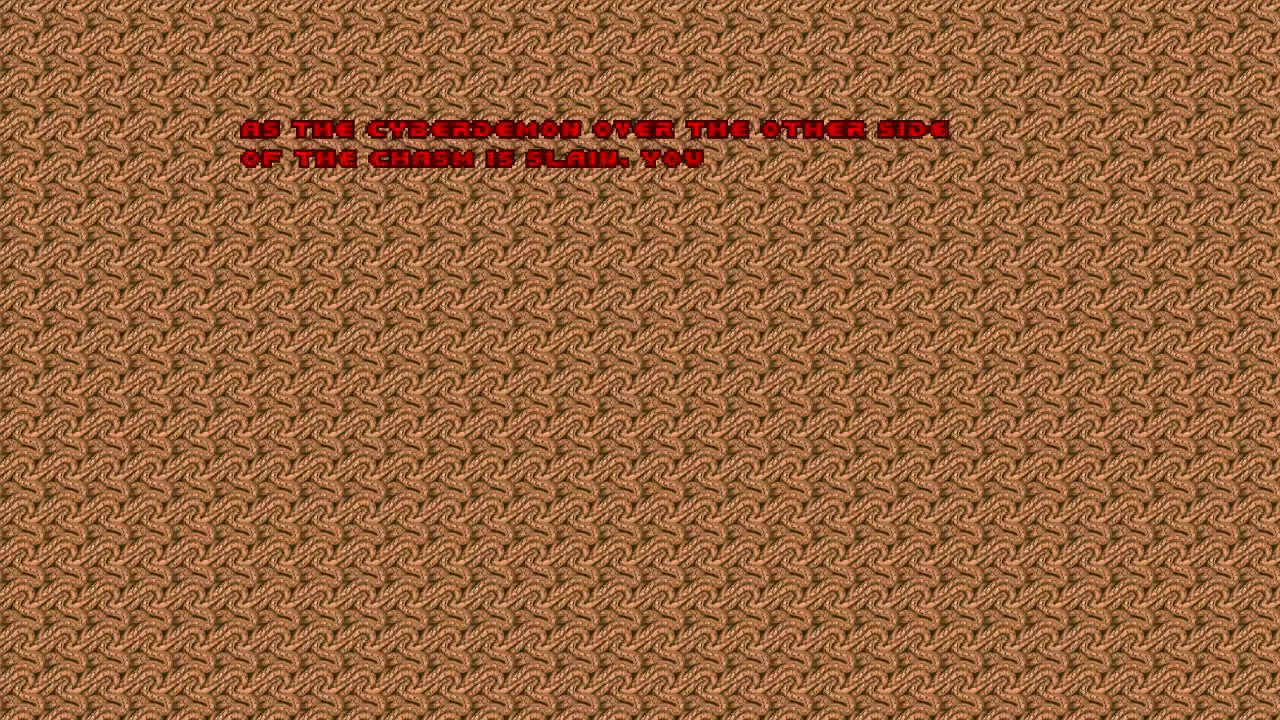 AS THE CYBERDEMON OVER THE OTHER SIDE
OF THE CHASM IS SLAIN, YOU